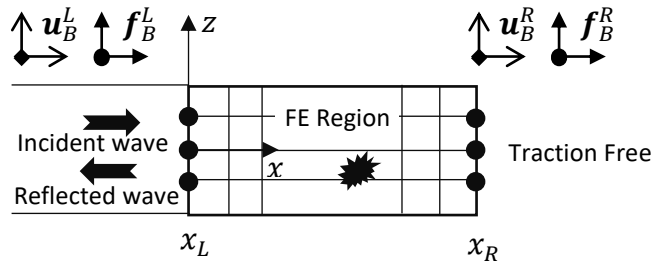 𝒖_B^L 𝒇_B^L z 𝒖_B^R 𝒇_B^R
FE Region
Incident wave
x
Traction Free
Reflected wave
x_L x_R